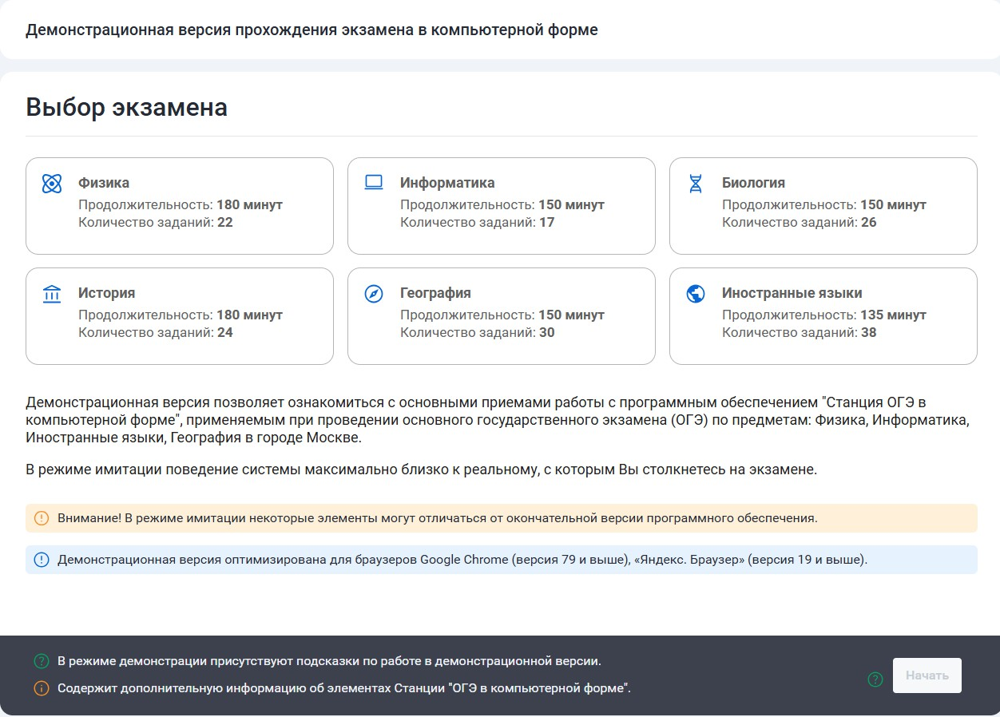 Демонстрационная версия прохождения экзамена в компьютерной форме
Выбор экзамена
Физика
Продолжительность: 180 минут
Количество заданий: 22
Информатика
Продолжительность: 150 минут
Количество заданий: 17
Биология
Продолжительность: 150 минут
Количество заданий: 26
История
Продолжительность: 180 минут
Количество заданий: 24
География
Продолжительность: 150 минут
Количество заданий: 30
Иностранные языки
Продолжительность: 135 минут
Количество заданий: 38
Демонстрационная версия позволяет ознакомиться с основными приемами работы с программным обеспечением "Станция ОГЭ в
компьютерной форме", применяемым при проведении основного государственного экзамена (ОГЭ) по предметам: Физика, Информатика,
Иностранные языки, География в городе Москве.
В режиме имитации поведение системы максимально близко к реальному, с которым Вы столкнетесь на экзамене.
Внимание! В режиме имитации некоторые элементы могут отличаться от окончательной версии программного обеспечения.
Демонстрационная версия оптимизирована для браузеров Google Chrome (версия 79 и выше), «Яндекс. Браузер» (версия 19 и выше).
В режиме демонстрации присутствуют подсказки по работе в демонстрационной версии.
Содержит дополнительную информацию об элементах Станции "ОГЭ в компьютерной форме".
Начать